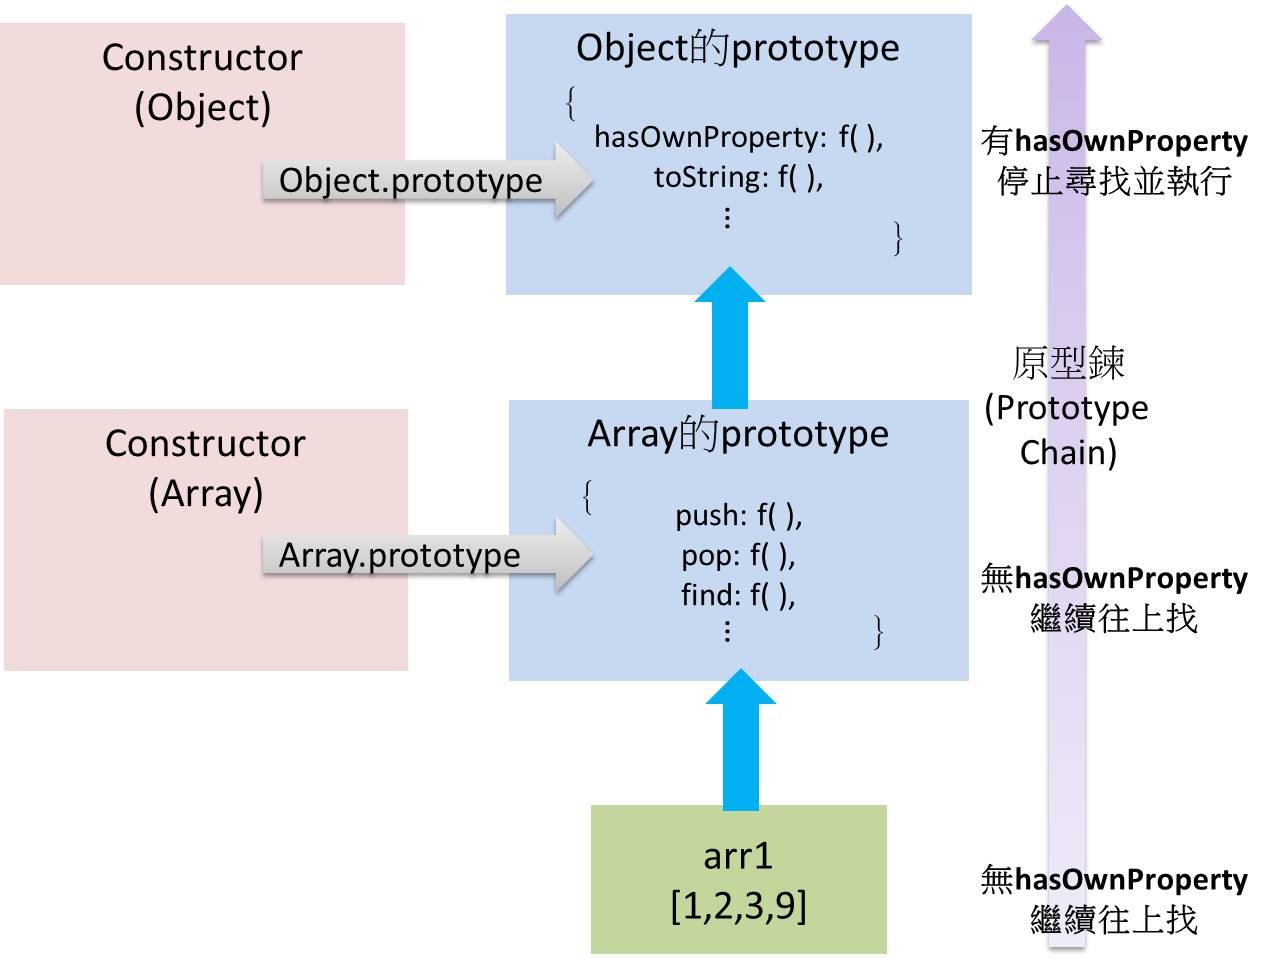 Constructor
(Object)
Object.prototype
Object的prototype
{
hasOwnProperty: f( ),
toString: f( ),
⋮
}
有hasOwnProperty
停止尋找並執行
原型鍊
(Prototype
Chain)
Constructor
(Array)
Array.prototype
Array的prototype
{
push: f( ),
pop: f( ),
find: f( ),
⋮
}
無hasOwnProperty
繼續往上找
arr1
[1,2,3,9]
無hasOwnProperty
繼續往上找